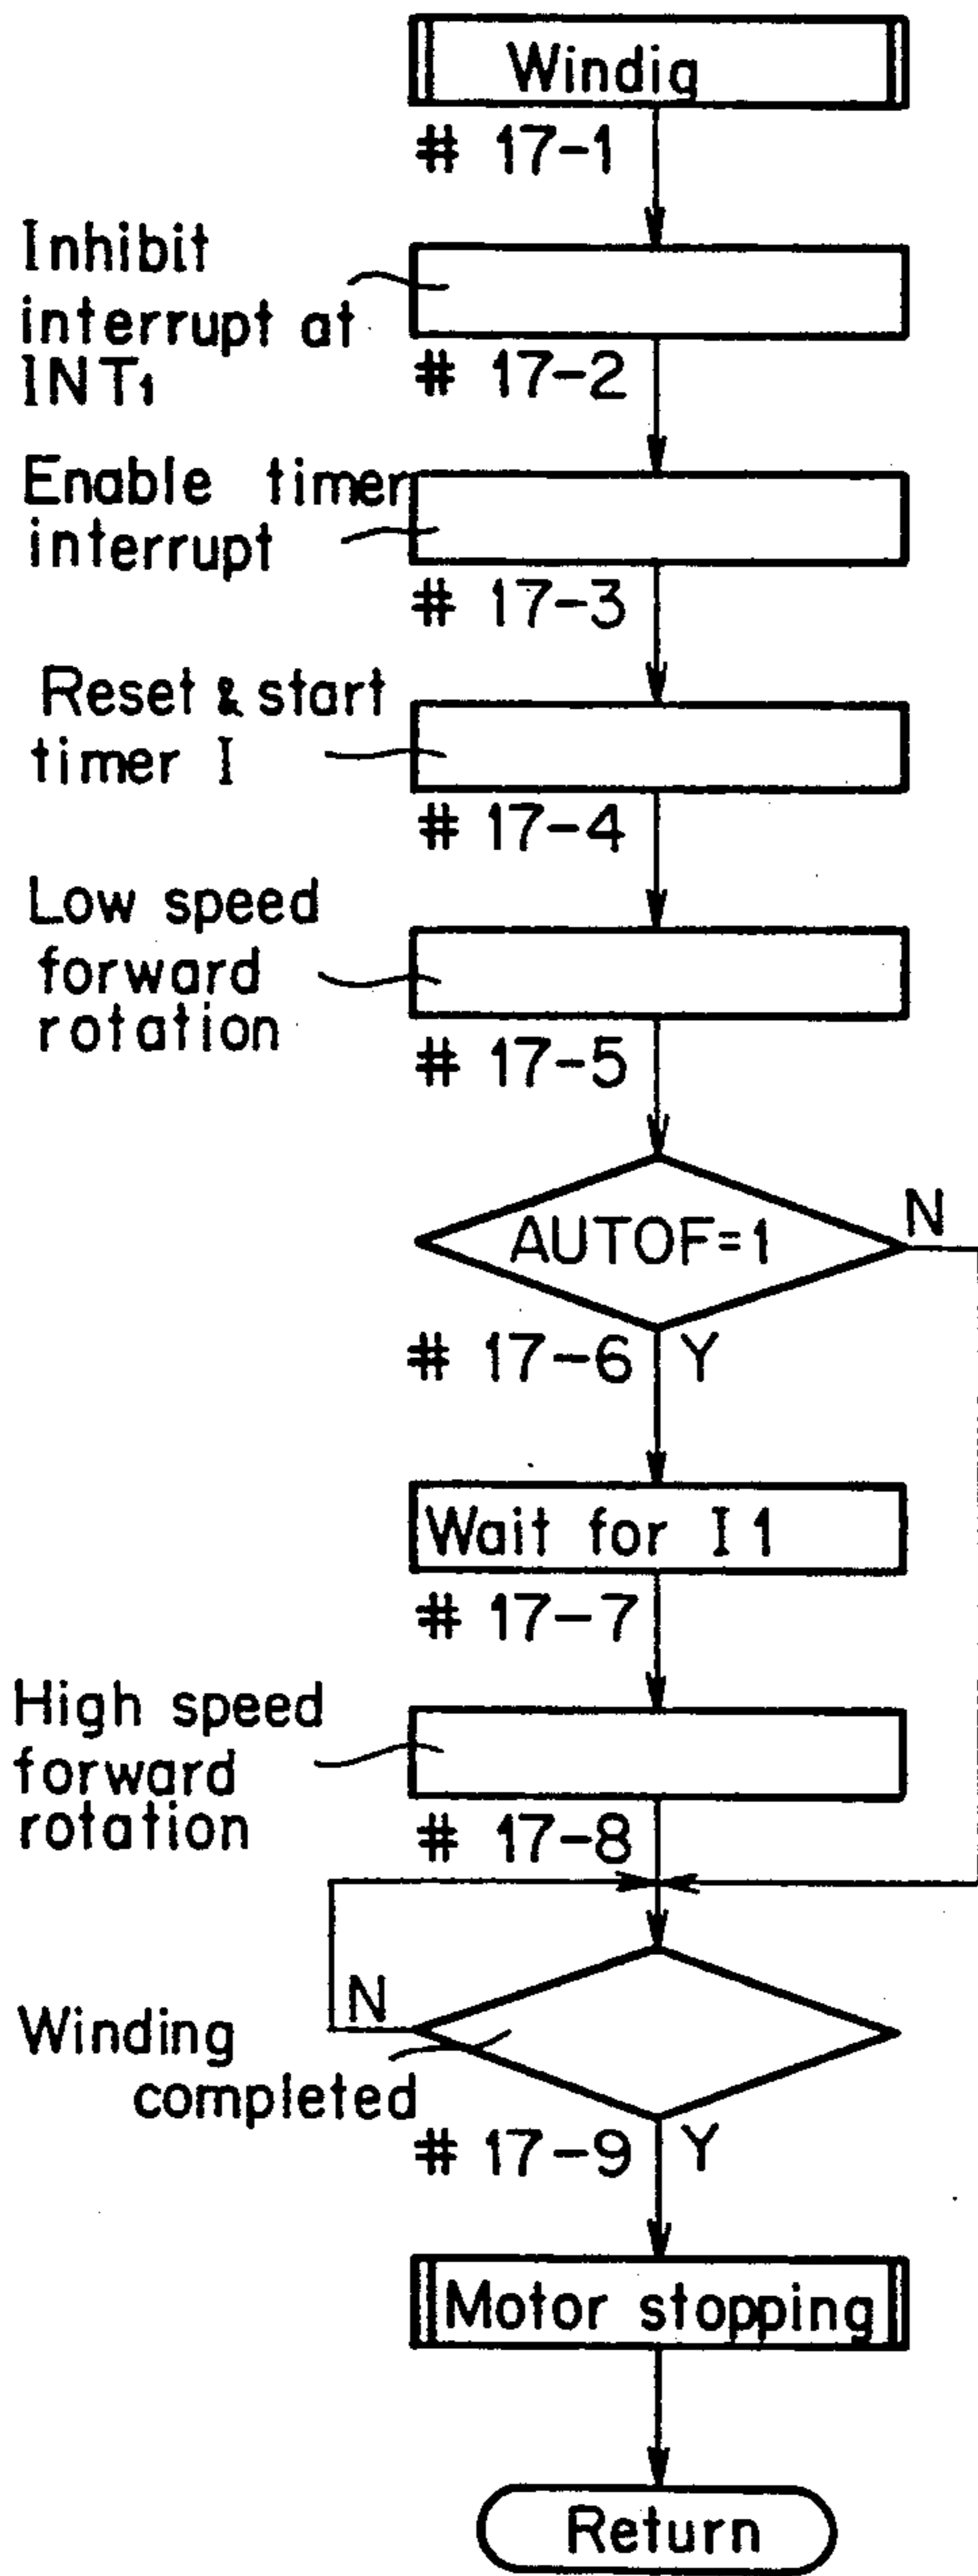 Windig
# 17-1
Inhibit
interrupt at
INT1
# 17-2
Enable timer
interrupt
# 17-3
Reset & start
timer I
# 17-4
Low speed
forward
rotation
# 17-5
AUTOF=1
N
# 17-6
Y
Wait for I1
# 17-7
High speed
forward
rotation
# 17-8
N
Winding
completed
# 17-9
Y
Motor stopping
Return